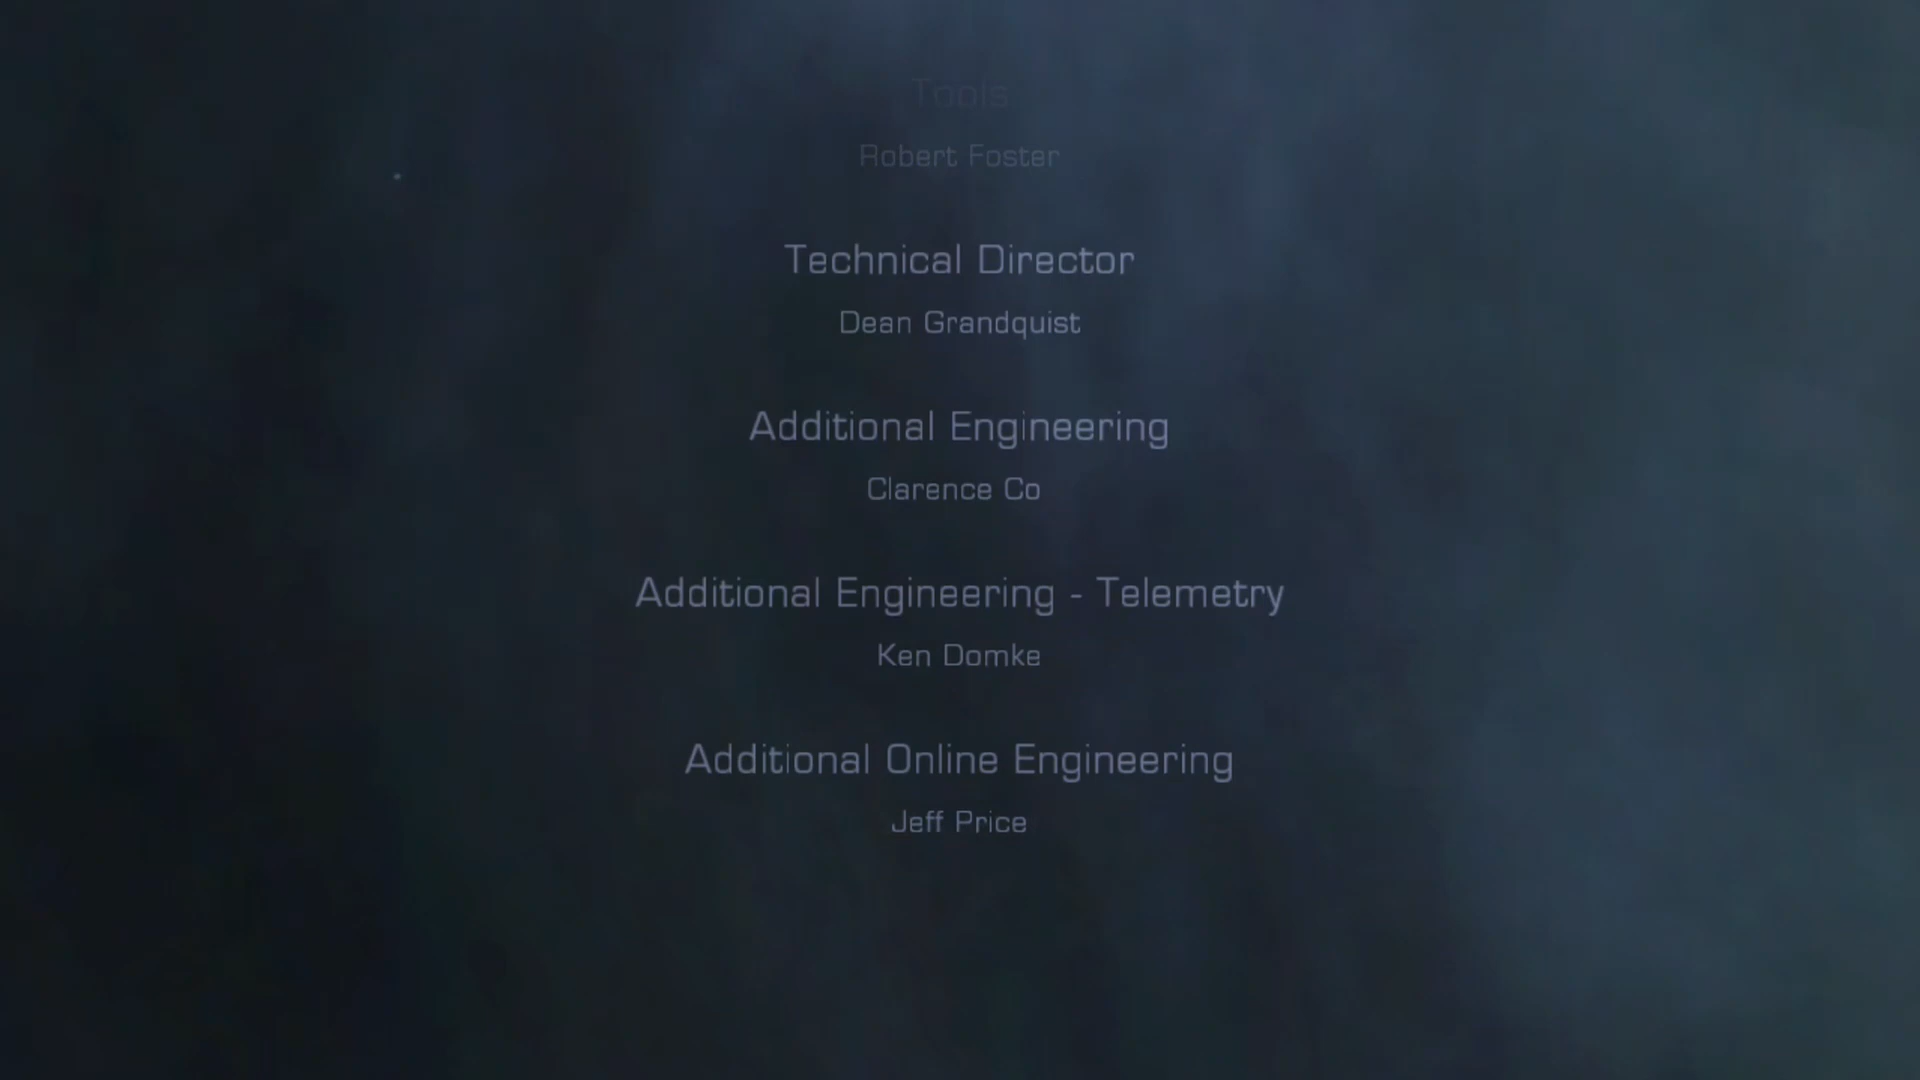 Tools
Robert Foster
Technical Director
Dean Grandquist
Additional Engineering
Clarence Co
Additional Engineering - Telemetry
Ken Domke
Additional Online Engineering
Jeff Price